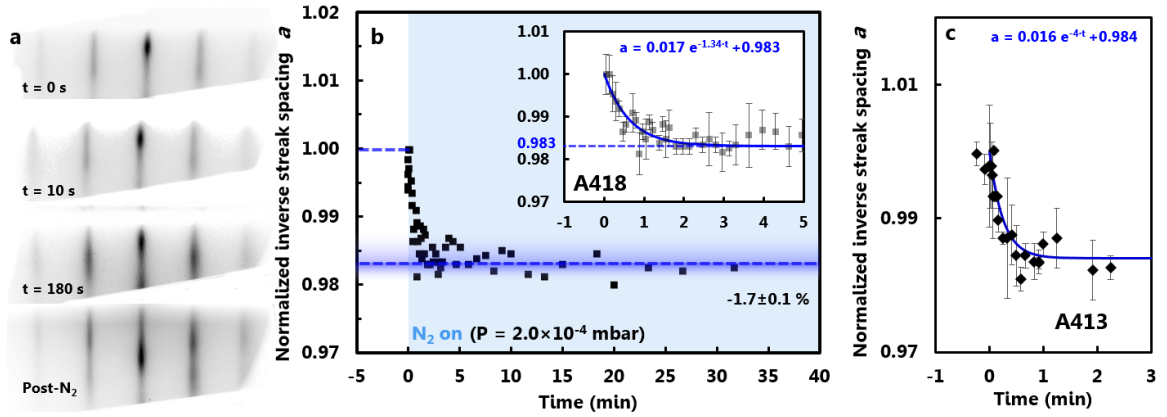 a
t = 0 s
t = 10 s
t = 180 s
Post-N₂
Normalized inverse streak spacing a
1.02
1.01
1.00
0.99
0.98
0.97
b
N₂ on (P = 2.0×10⁻⁴ mbar)
-1.7±0.1 %
-5 0 5 10 15 20 25 30 35 40
Time (min)
1.01
1.00
0.99
0.983
0.98
0.97
a = 0.017 e⁻¹·³⁴·ᵗ +0.983
A418
-1 0 1 2 3 4 5
Normalized inverse streak spacing a
1.01
0.99
0.97
c
a = 0.016 e⁻⁴·ᵗ +0.984
A413
-1 0 1 2 3
Time (min)